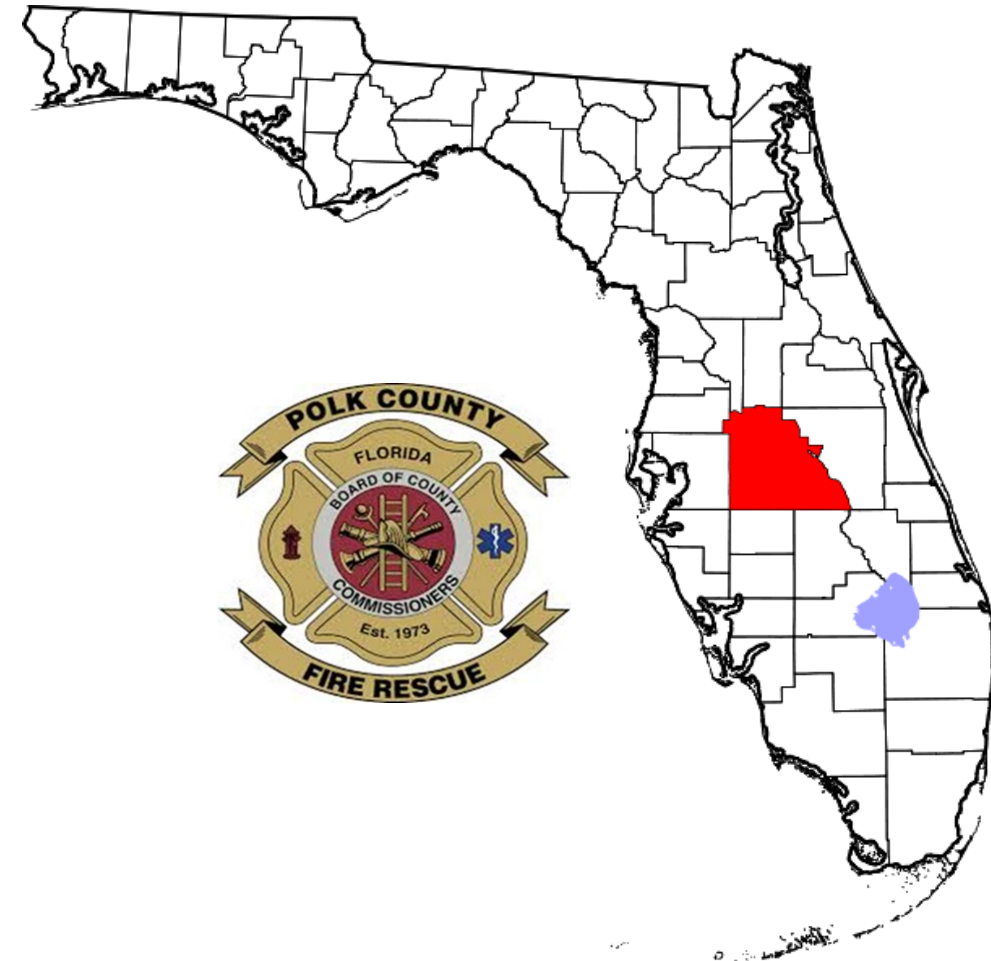 POLK COUNTY
FLORIDA
BOARD OF COUNTY
COMMISSIONERS
Est. 1973
FIRE RESCUE